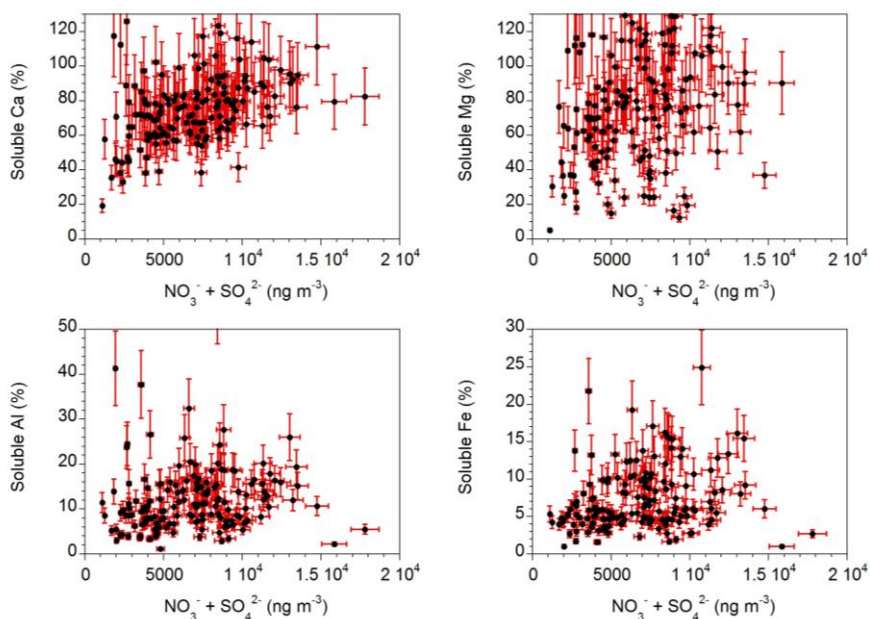 Soluble Ca (%)
120
100
80
60
40
20
0
0 5000 1 10⁴ 1.5 10⁴ 2 10⁴
NO₃⁻ + SO₄²⁻ (ng m⁻³)
Soluble Mg (%)
120
100
80
60
40
20
0
0 5000 1 10⁴ 1.5 10⁴ 2 10⁴
NO₃⁻ + SO₄²⁻ (ng m⁻³)
Soluble Al (%)
50
40
30
20
10
0
0 5000 1 10⁴ 1.5 10⁴ 2 10⁴
NO₃⁻ + SO₄²⁻ (ng m⁻³)
Soluble Fe (%)
30
25
20
15
10
5
0
0 5000 1 10⁴ 1.5 10⁴ 2 10⁴
NO₃⁻ + SO₄²⁻ (ng m⁻³)